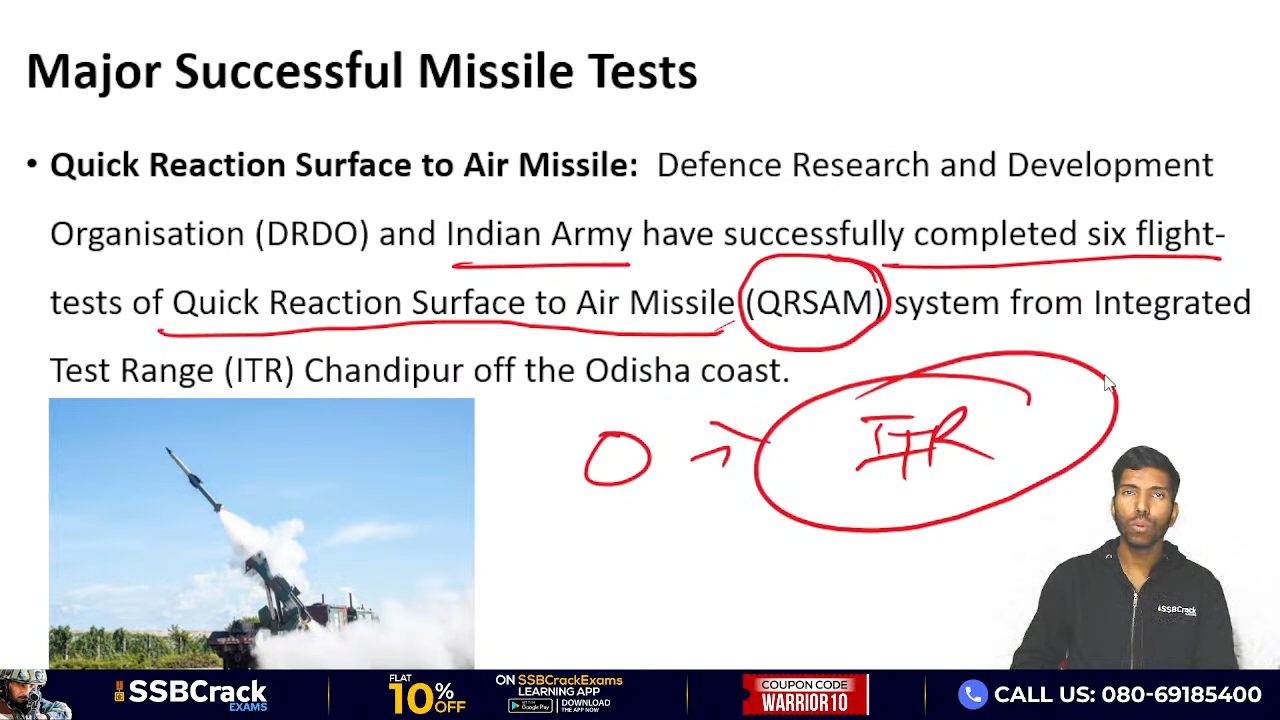 Major Successful Missile Tests
• Quick Reaction Surface to Air Missile: Defence Research and Development
Organisation (DRDO) and Indian Army have successfully completed six flight-
tests of Quick Reaction Surface to Air Missile (QRSAM) system from Integrated
Test Range (ITR) Chandipur off the Odisha coast.
O
ITR
SSBCrack
SSBCrack
EXAMS
FLAT
10% OFF
ON SSBCrackExams
LEARNING APP
Google Play
DOWNLOAD
THE APP NOW
COUPON CODE
WARRIOR10
CALL US: 080-69185400